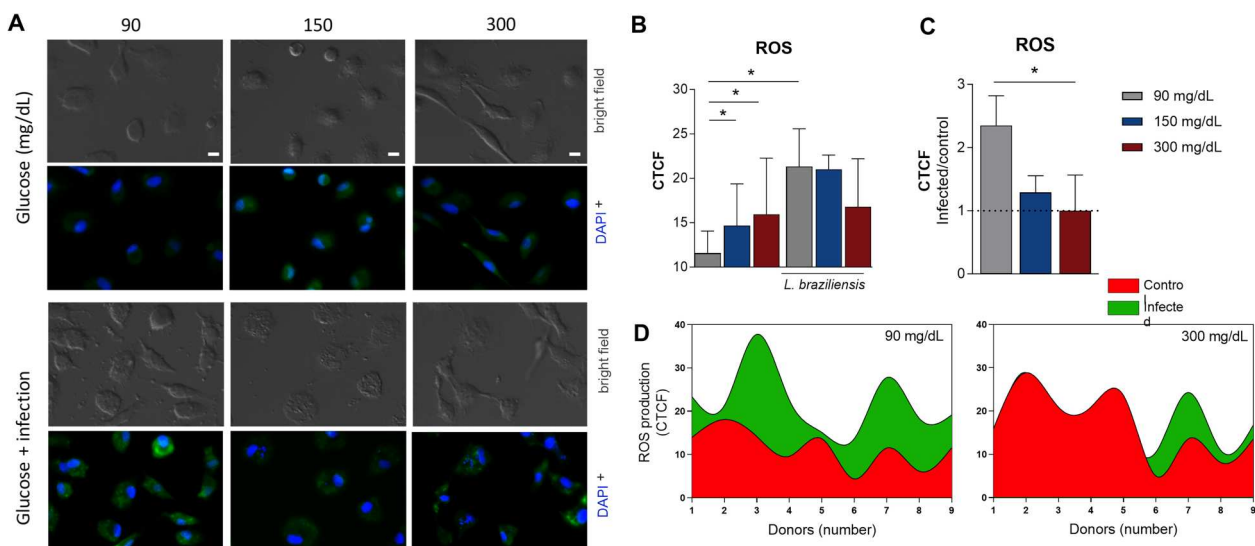 A
90
150
300
Glucose (mg/dL)
bright field
DAPI +
Glucose + infection
bright field
DAPI +
B
ROS
*
*
*
CTCF
30
25
20
15
10
L. braziliensis
C
ROS
*
CTCF
Infected/control
3
2
1
0
90 mg/dL
150 mg/dL
300 mg/dL
Contro
l
Infecte
d
D
90 mg/dL
ROS production
(CTCF)
40
30
20
10
0
1 2 3 4 5 6 7 8 9
Donors (number)
300 mg/dL
40
30
20
10
0
1 2 3 4 5 6 7 8 9
Donors (number)